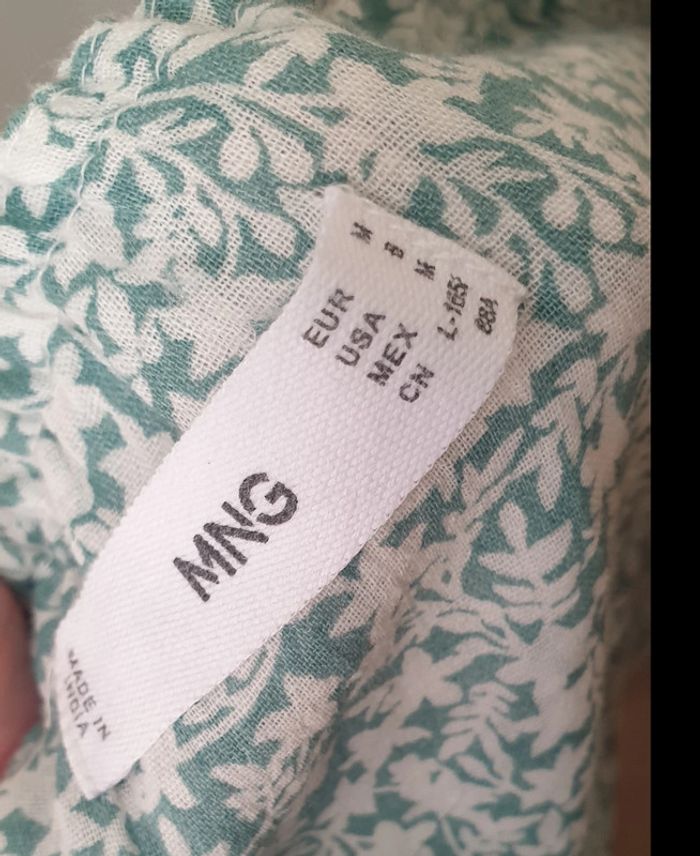 EUR M
USA 8
MEX M
CN L-165/
88A
MNG
MADE IN
INDIA